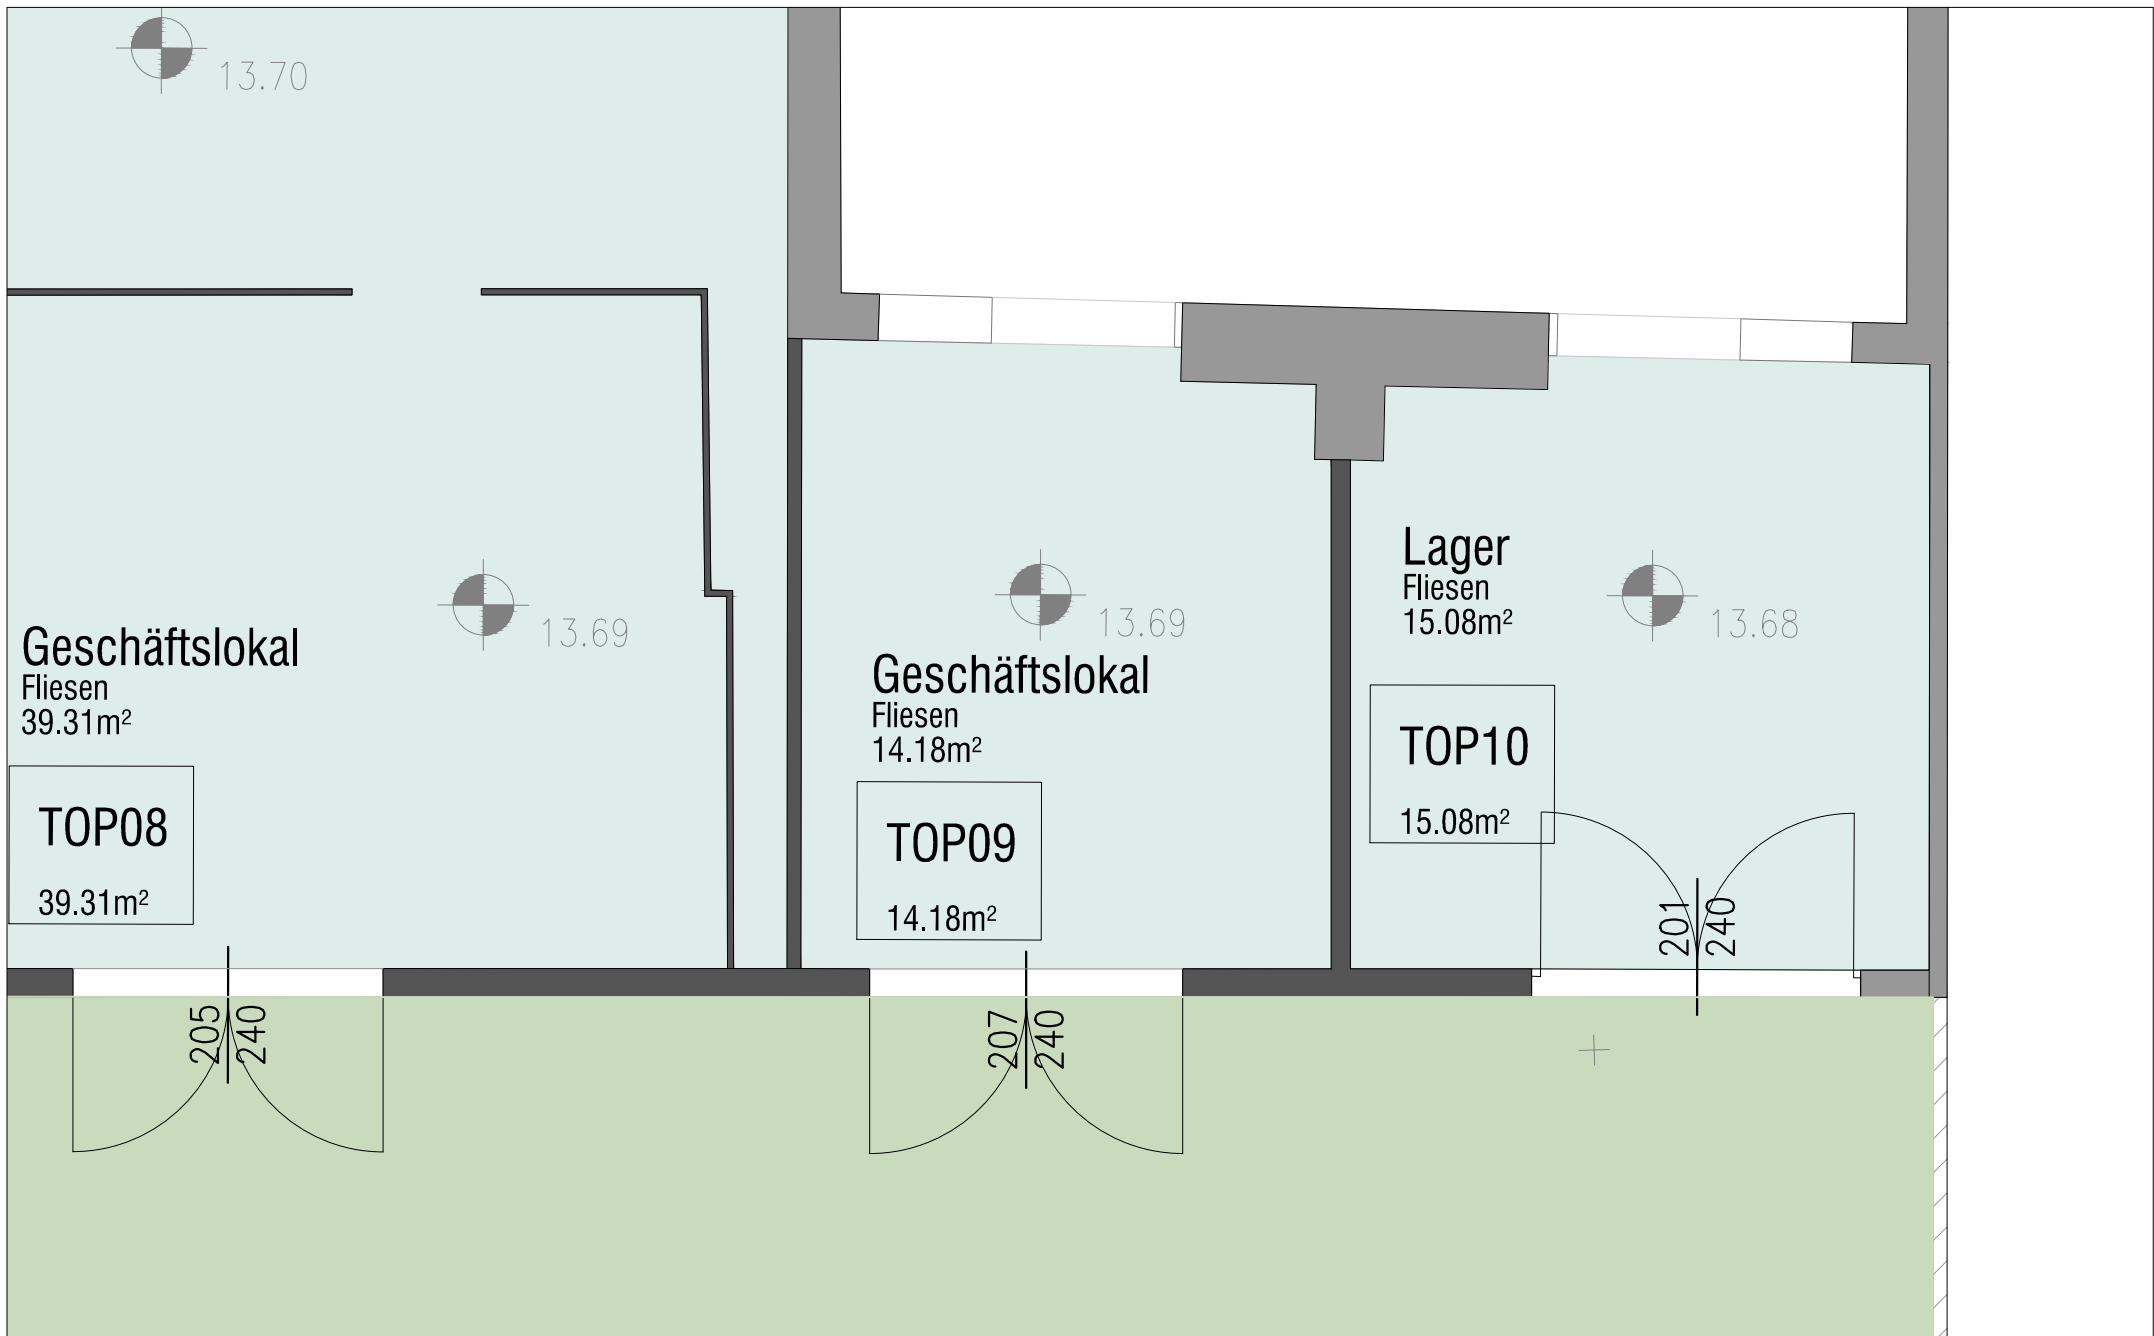 13.70
13.69
Geschäftslokal
Fliesen
39.31m²
TOP08
39.31m²
205
240
13.69
Geschäftslokal
Fliesen
14.18m²
TOP09
14.18m²
207
240
Lager
Fliesen
15.08m²
13.68
TOP10
15.08m²
201
240